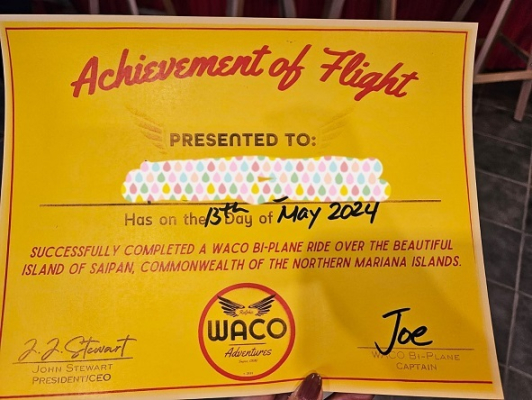 Achievement of Flight
PRESENTED TO:
Has on the 13th Day of May 2024
SUCCESSFULLY COMPLETED A WACO BI-PLANE RIDE OVER THE BEAUTIFUL
ISLAND OF SAIPAN, COMMONWEALTH OF THE NORTHERN MARIANA ISLANDS.
WACO
Adventures
J.J. Stewart
JOHN STEWART
PRESIDENT/CEO
Joe
WACO BI-PLANE
CAPTAIN